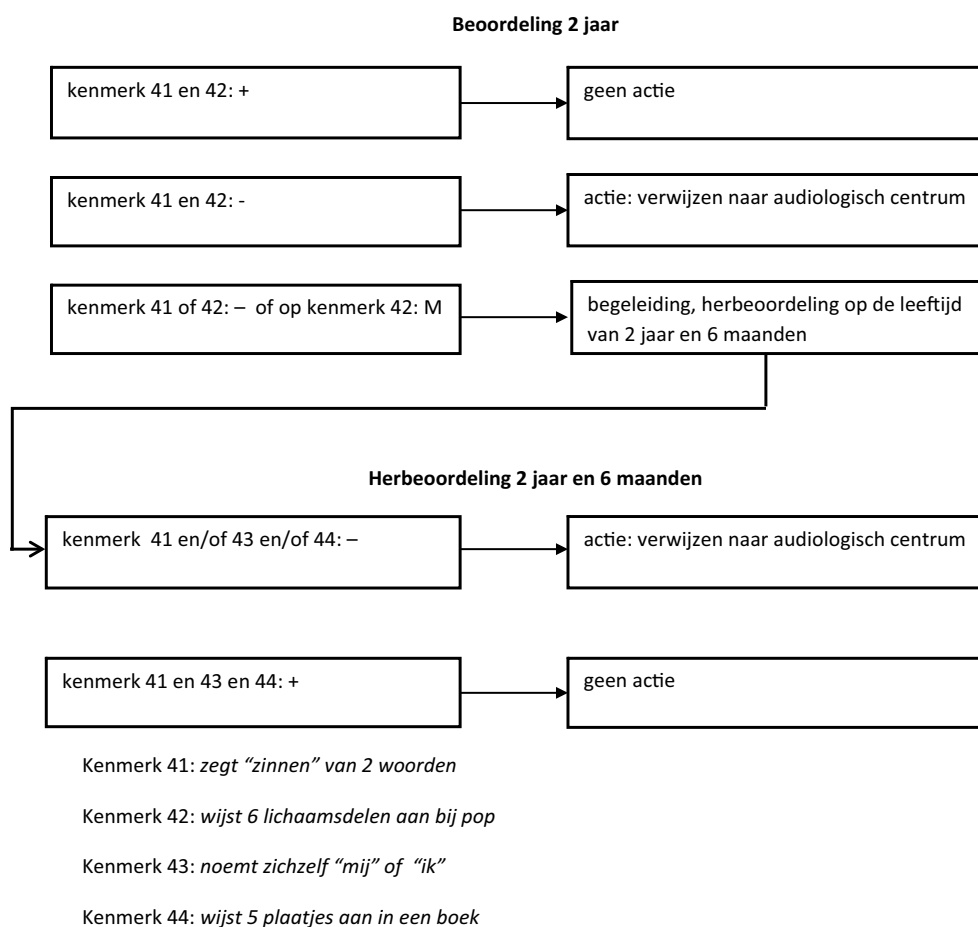 Beoordeling 2 jaar
kenmerk 41 en 42: +
geen actie
kenmerk 41 en 42: -
actie: verwijzen naar audiologisch centrum
kenmerk 41 of 42: – of op kenmerk 42: M
begeleiding, herbeoordeling op de leeftijd
van 2 jaar en 6 maanden
Herbeoordeling 2 jaar en 6 maanden
kenmerk 41 en/of 43 en/of 44: –
actie: verwijzen naar audiologisch centrum
kenmerk 41 en 43 en 44: +
geen actie
Kenmerk 41: zegt “zinnen” van 2 woorden
Kenmerk 42: wijst 6 lichaamsdelen aan bij pop
Kenmerk 43: noemt zichzelf “mij” of “ik”
Kenmerk 44: wijst 5 plaatjes aan in een boek